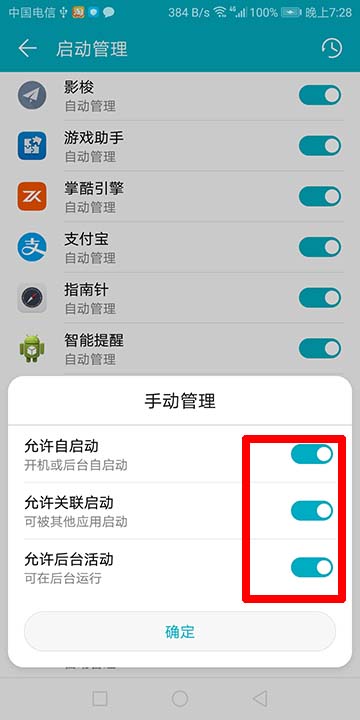 中国电信 384 B/s 4G 100% 晚上7:28
启动管理
影梭
自动管理
游戏助手
自动管理
掌酷引擎
自动管理
支付宝
自动管理
指南针
自动管理
智能提醒
自动管理
手动管理
允许自启动
开机或后台自启动
允许关联启动
可被其他应用启动
允许后台活动
可在后台运行
确定